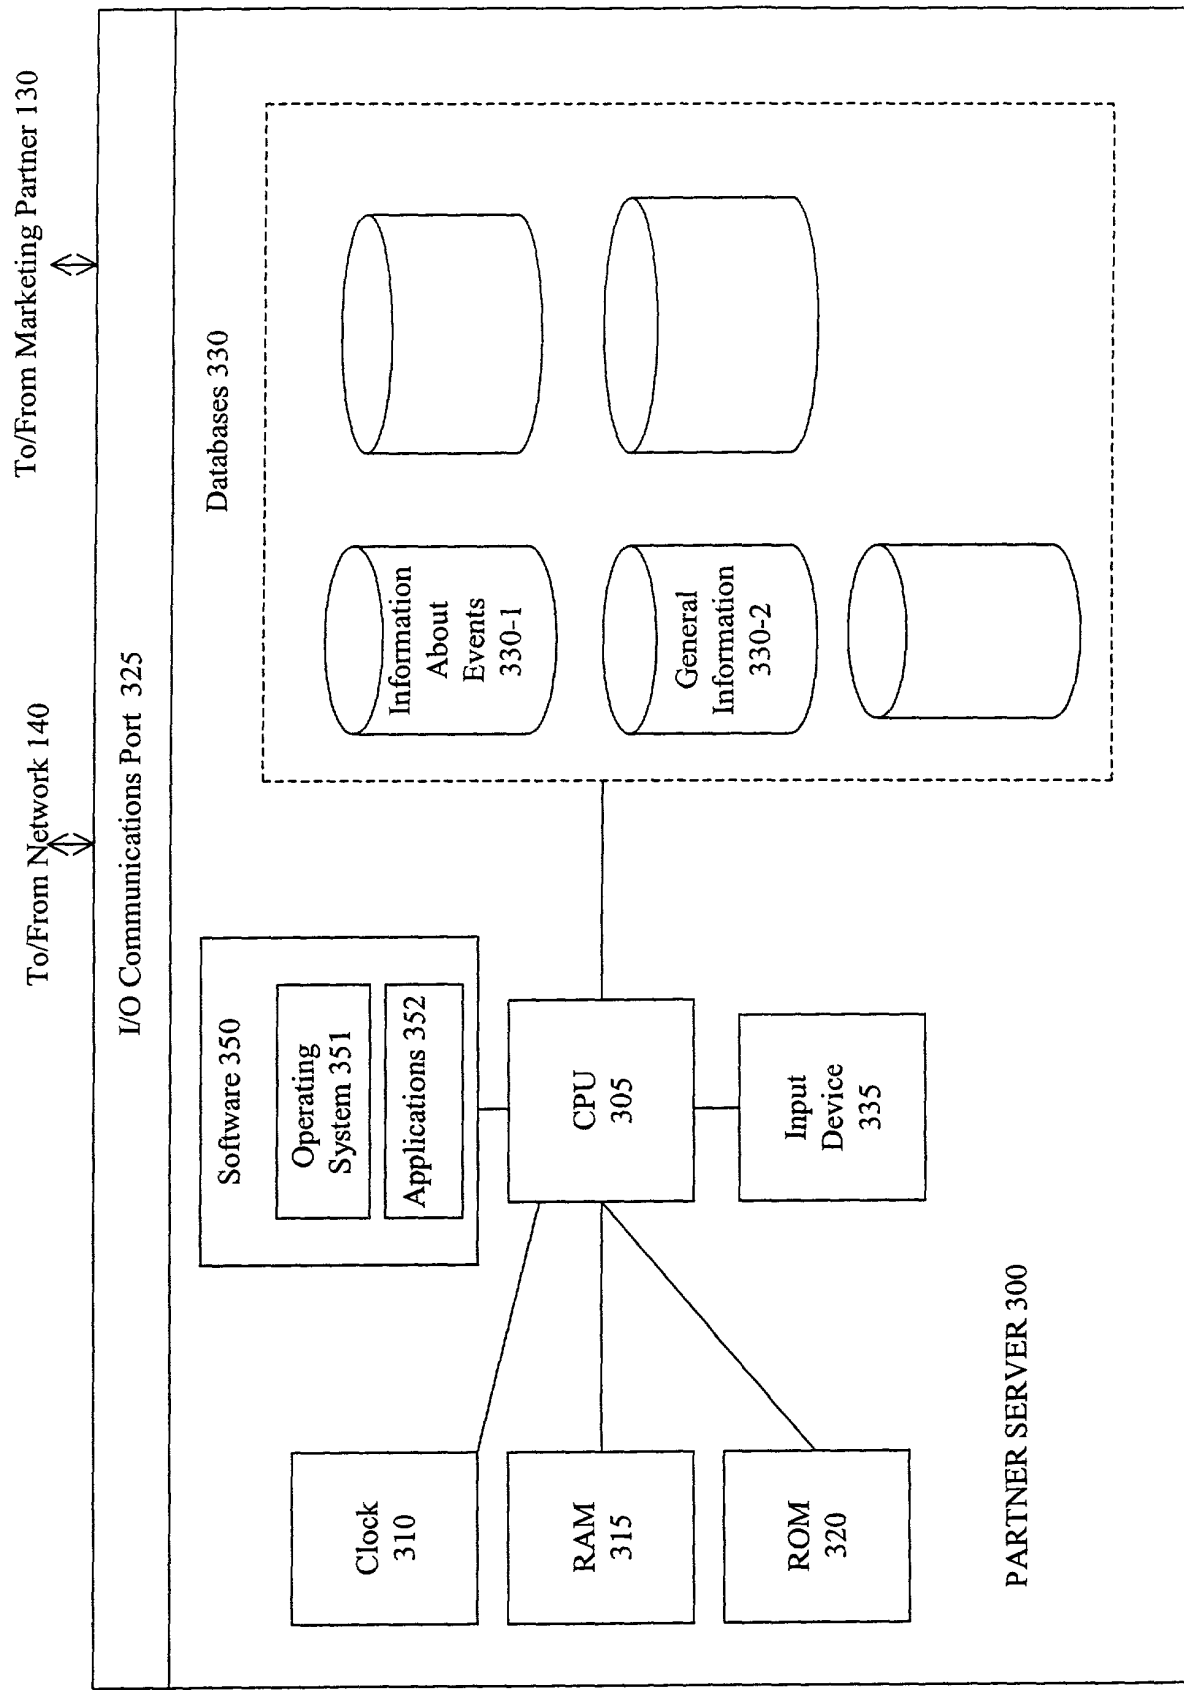 To/From Network 140
To/From Marketing Partner 130
I/O Communications Port 325
Software 350
Operating
System 351
Applications 352
Databases 330
Information
About
Events
330-1
General
Information
330-2
Clock
310
RAM
315
ROM
320
CPU
305
Input
Device
335
PARTNER SERVER 300